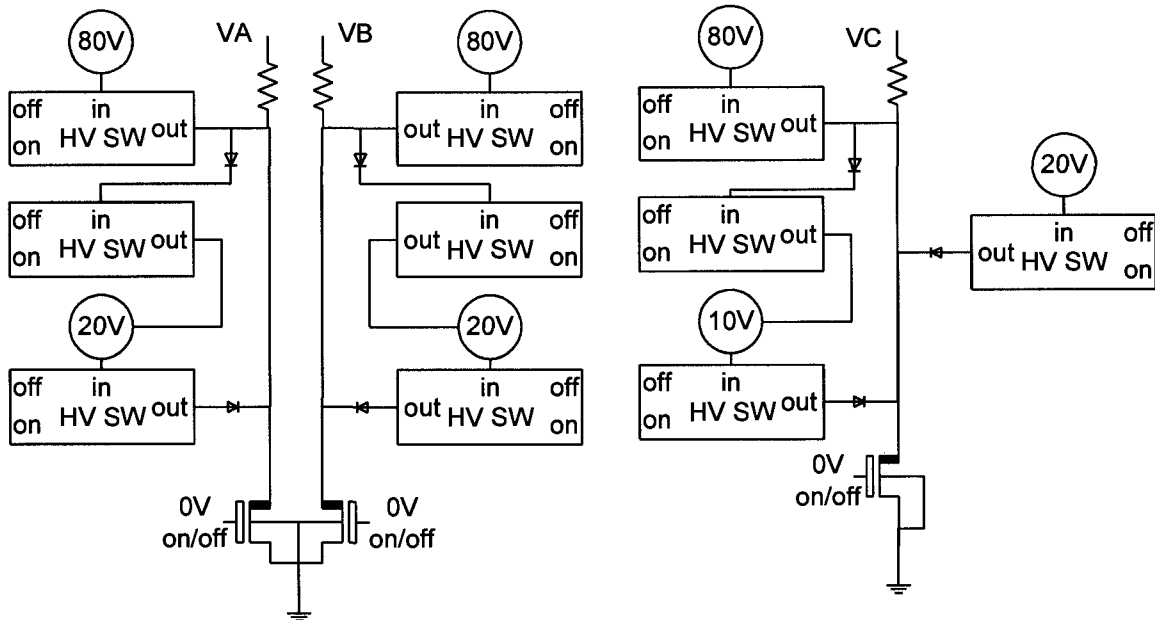 80V
VA
VB
80V
off in
HV SW out
on
in off
out HV SW
on
off in
HV SW out
on
in off
out HV SW
on
20V
20V
off in
HV SW out
on
in off
out HV SW
on
0V
on/off
0V
on/off
80V
VC
off in
HV SW out
on
20V
off in
HV SW out
on
in off
out HV SW
on
10V
off in
HV SW out
on
0V
on/off